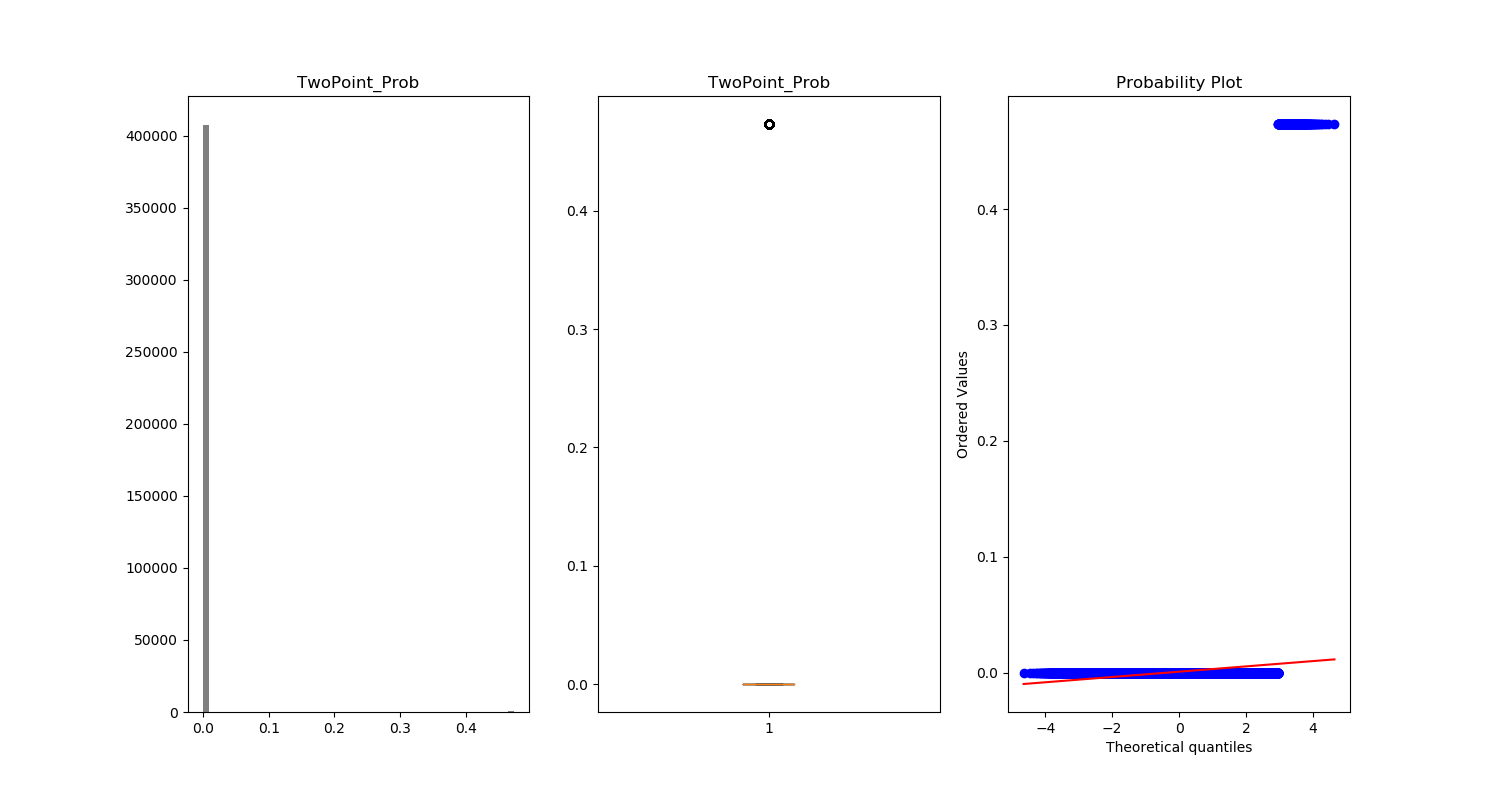 TwoPoint_Prob
400000
350000
300000
250000
200000
150000
100000
50000
0
0.0 0.1 0.2 0.3 0.4
TwoPoint_Prob
0.4
0.3
0.2
0.1
0.0
1
Probability Plot
Ordered Values
0.4
0.3
0.2
0.1
0.0
−4 −2 0 2 4
Theoretical quantiles